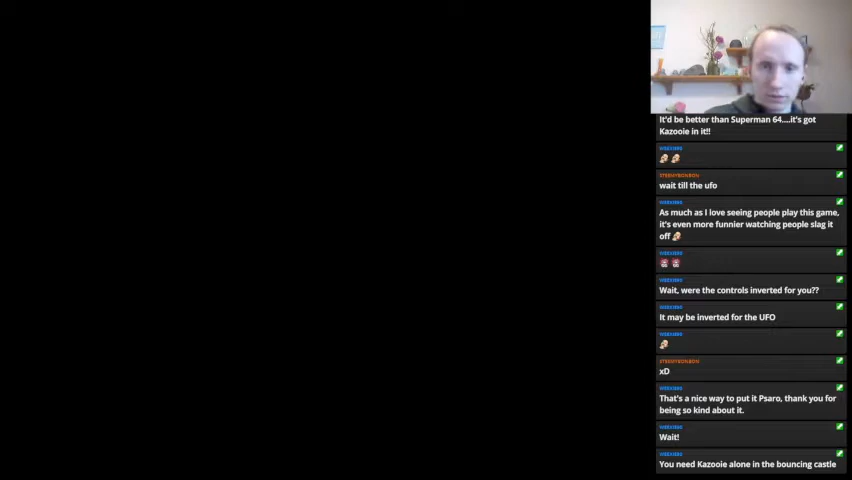 It'd be better than Superman 64....it's got
Kazooie in it!!
STEENYBONBON
wait till the ufo
As much as I love seeing people play this game,
it's even more funnier watching people slag it
off
Wait, were the controls inverted for you??
It may be inverted for the UFO
STEENYBONBON
xD
That's a nice way to put it Psaro, thank you for
being so kind about it.
Wait!
You need Kazooie alone in the bouncing castle